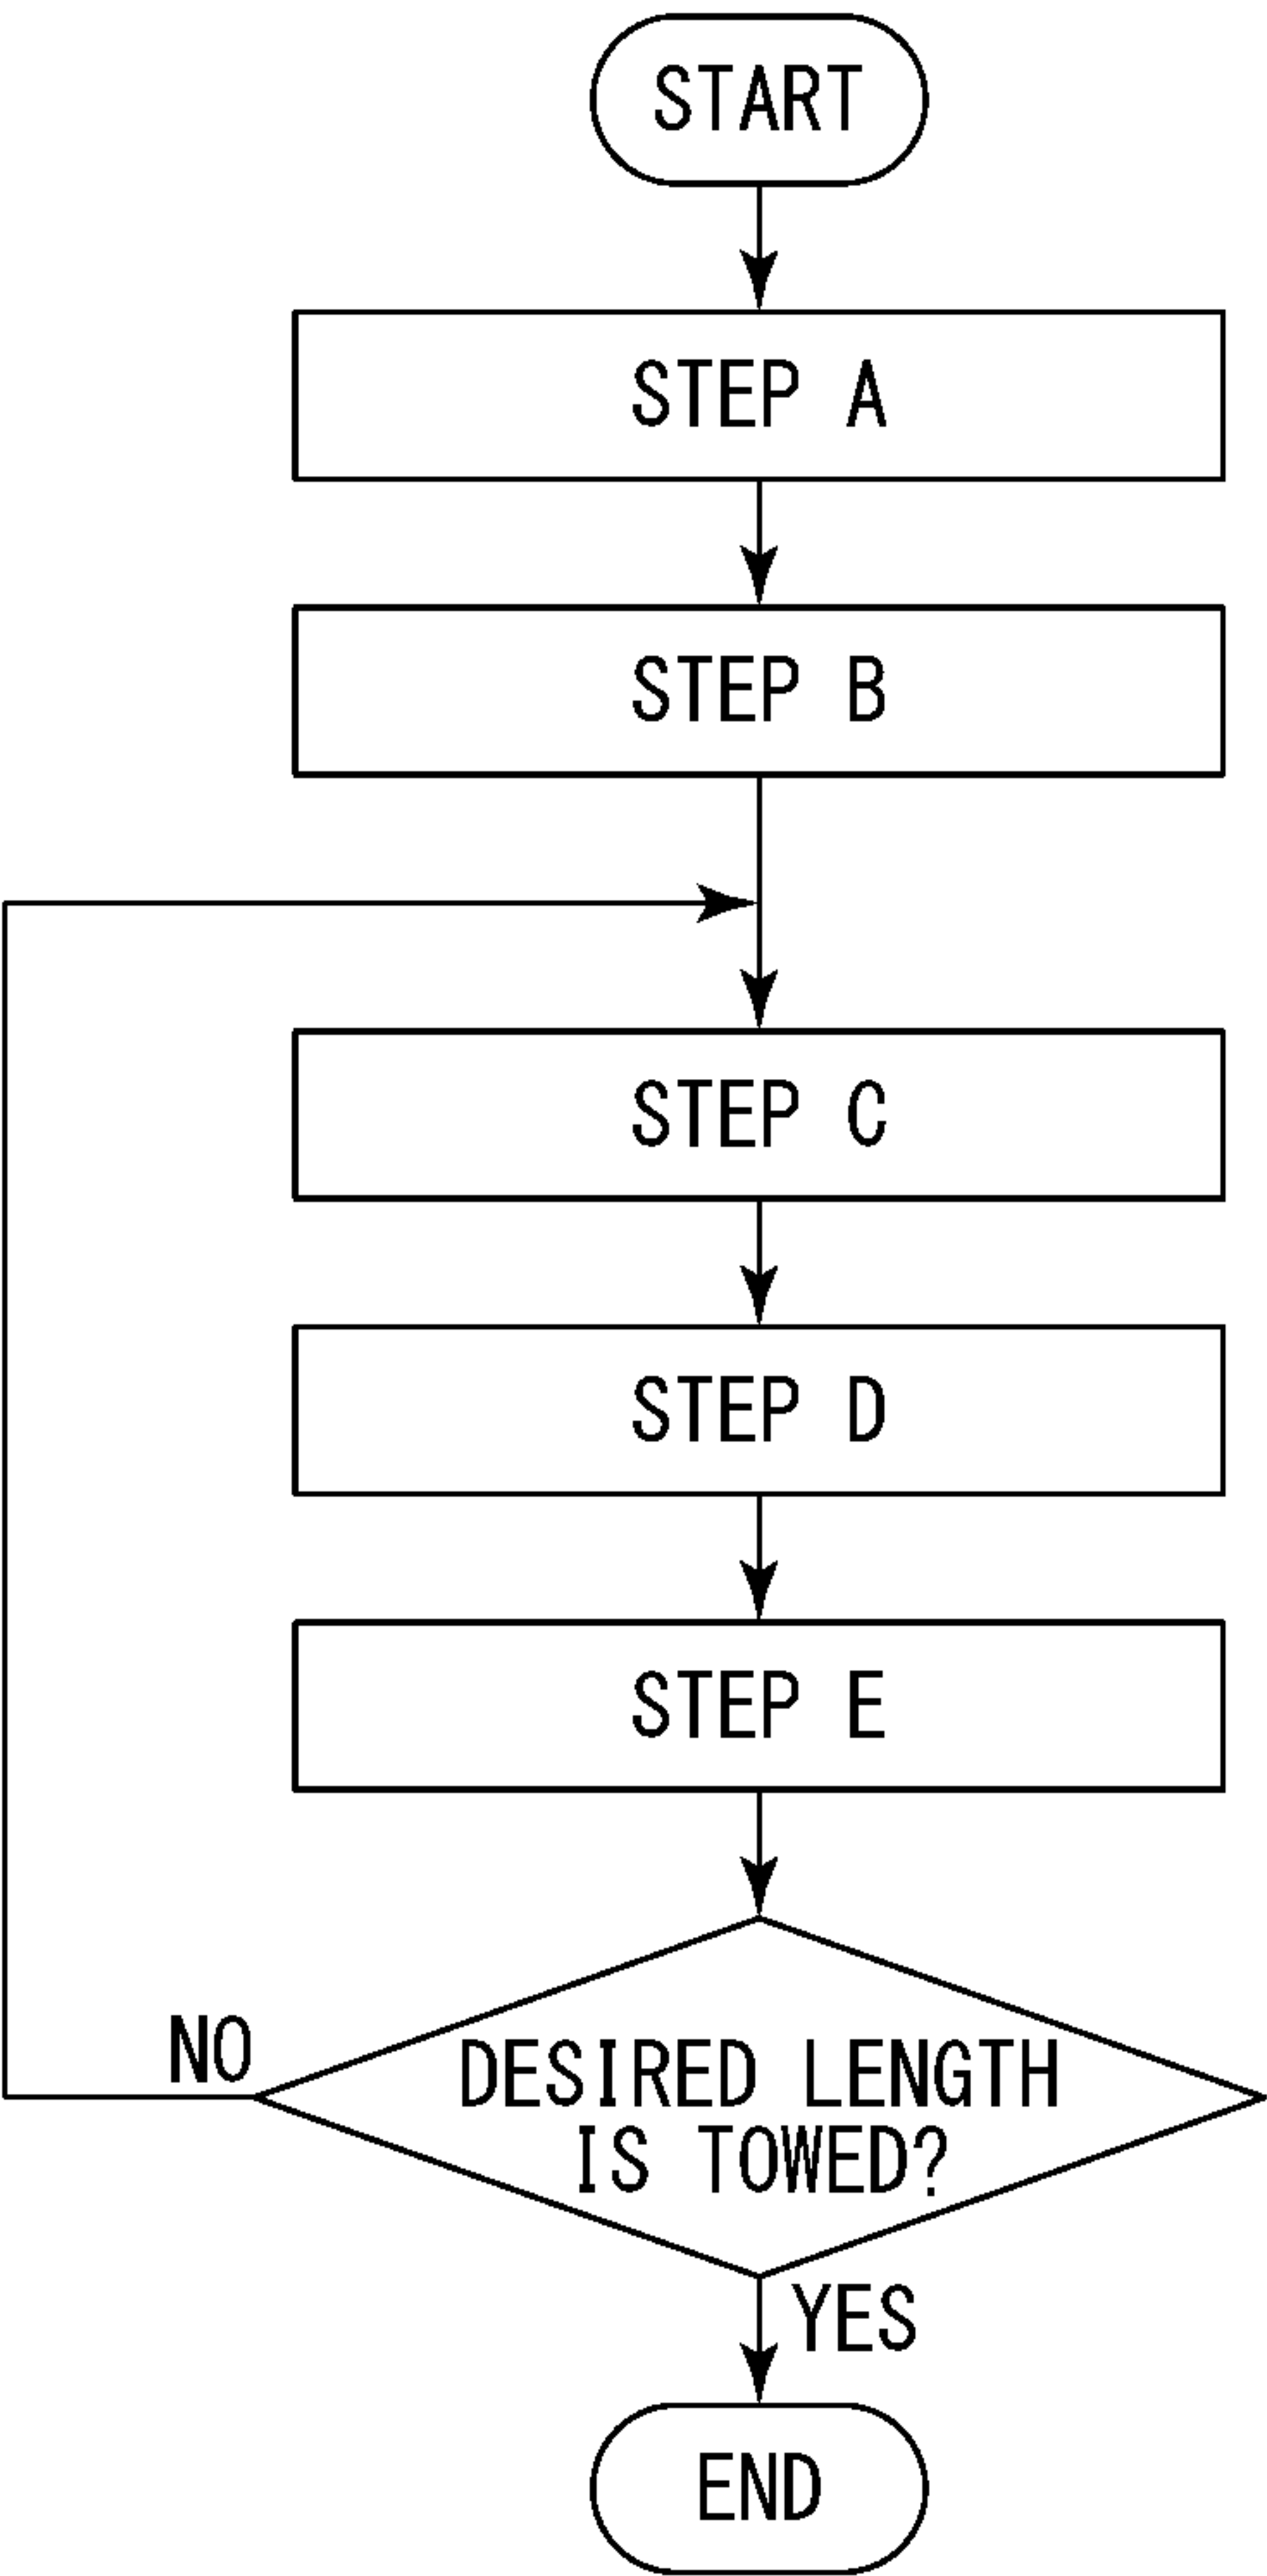 START
STEP A
STEP B
STEP C
STEP D
STEP E
NO
DESIRED LENGTH
IS TOWED?
YES
END